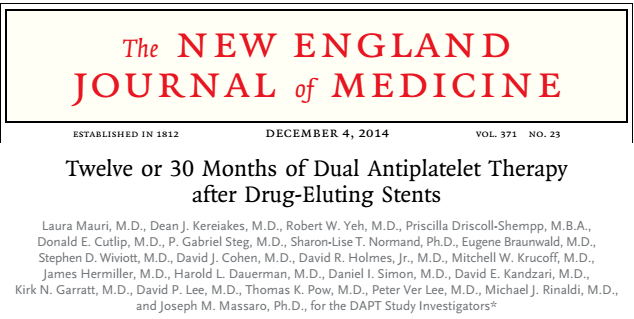 The NEW ENGLAND
JOURNAL of MEDICINE
ESTABLISHED IN 1812 DECEMBER 4, 2014 VOL. 371 NO. 23
Twelve or 30 Months of Dual Antiplatelet Therapy
after Drug-Eluting Stents
Laura Mauri, M.D., Dean J. Kereiakes, M.D., Robert W. Yeh, M.D., Priscilla Driscoll-Shempp, M.B.A.,
Donald E. Cutlip, M.D., P. Gabriel Steg, M.D., Sharon-Lise T. Normand, Ph.D., Eugene Braunwald, M.D.,
Stephen D. Wiviott, M.D., David J. Cohen, M.D., David R. Holmes, Jr., M.D., Mitchell W. Krucoff, M.D.,
James Hermiller, M.D., Harold L. Dauerman, M.D., Daniel I. Simon, M.D., David E. Kandzari, M.D.,
Kirk N. Garratt, M.D., David P. Lee, M.D., Thomas K. Pow, M.D., Peter Ver Lee, M.D., Michael J. Rinaldi, M.D.,
and Joseph M. Massaro, Ph.D., for the DAPT Study Investigators*